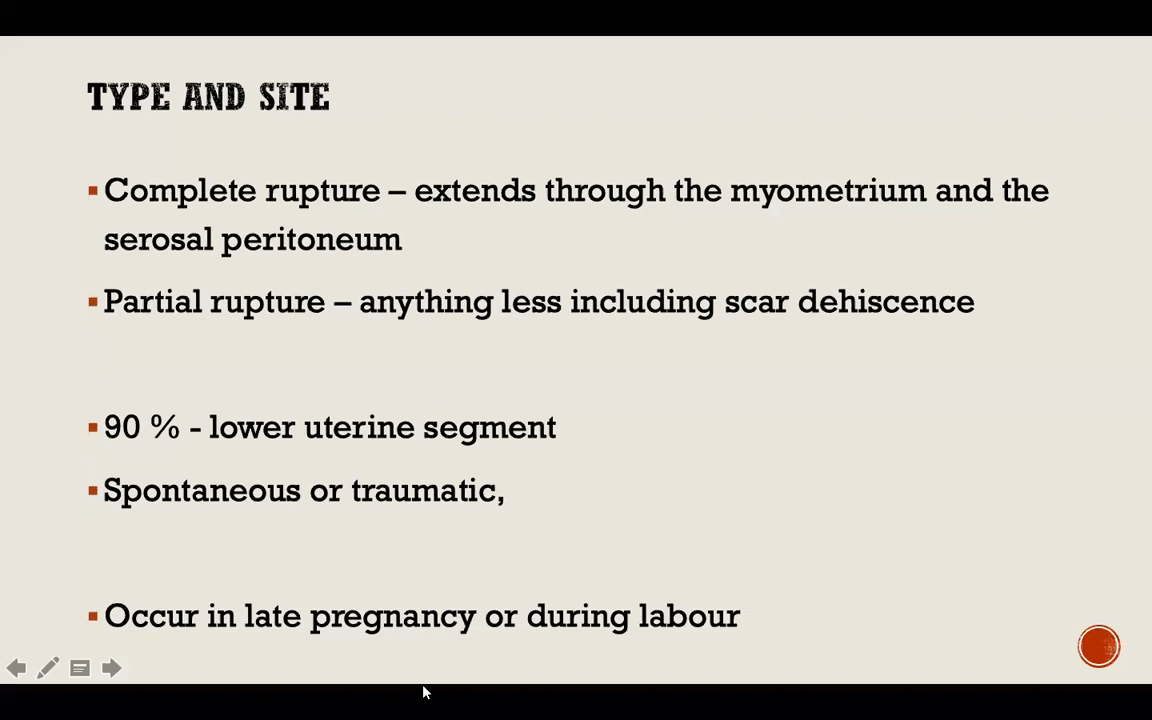 TYPE AND SITE
Complete rupture – extends through the myometrium and the
serosal peritoneum
Partial rupture – anything less including scar dehiscence
90 % - lower uterine segment
Spontaneous or traumatic,
Occur in late pregnancy or during labour